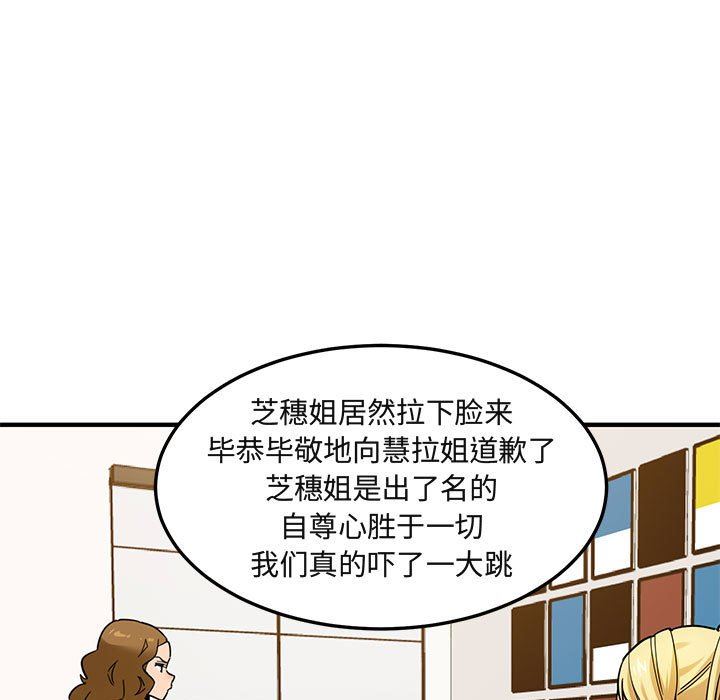 芝穗姐居然拉下脸来
毕恭毕敬地向慧拉姐道歉了
芝穗姐是出了名的
自尊心胜于一切
我们真的吓了一大跳